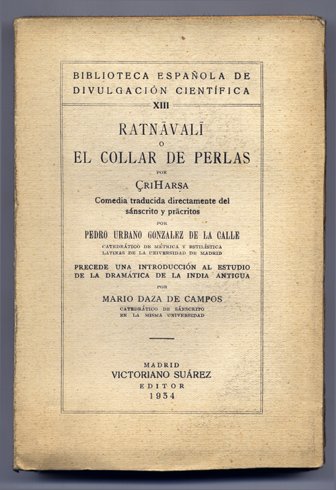 BIBLIOTECA ESPAÑOLA DE
DIVULGACIÓN CIENTÍFICA
XIII
RATNĀVALĪ
O
EL COLLAR DE PERLAS
POR
ÇRIHARṢA
Comedia traducida directamente del
sánscrito y prácritos
POR
PEDRO URBANO GONZALEZ DE LA CALLE
CATEDRÁTICO DE MÉTRICA Y ESTILÍSTICA
LATINAS DE LA UNIVERSIDAD DE MADRID
PRECEDE UNA INTRODUCCIÓN AL ESTUDIO
DE LA DRAMÁTICA DE LA INDIA ANTIGUA
POR
MARIO DAZA DE CAMPOS
CATEDRÁTICO DE SÁNSCRITO
EN LA MISMA UNIVERSIDAD
MADRID
VICTORIANO SUÁREZ
EDITOR
1934